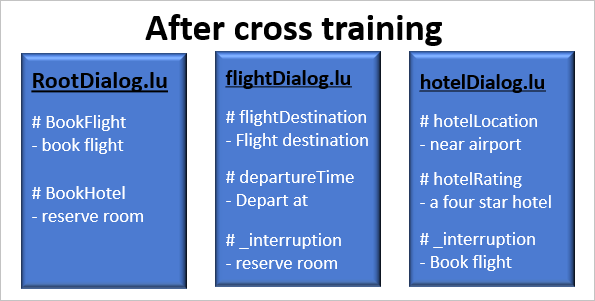 After cross training
RootDialog.lu
# BookFlight
- book flight
# BookHotel
- reserve room
flightDialog.lu
# flightDestination
- Flight destination
# departureTime
- Depart at
# _interruption
- reserve room
hotelDialog.lu
# hotelLocation
- near airport
# hotelRating
- a four star hotel
# _interruption
- Book flight